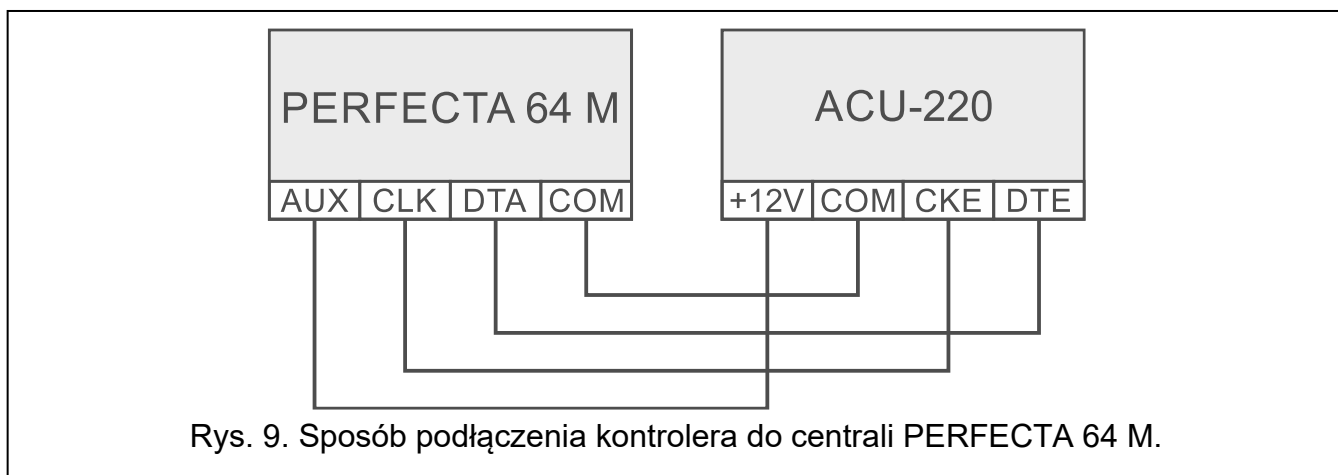 PERFECTA 64 M
ACU-220
AUX CLK DTA COM
+12V COM CKE DTE
Rys. 9. Sposób podłączenia kontrolera do centrali PERFECTA 64 M.